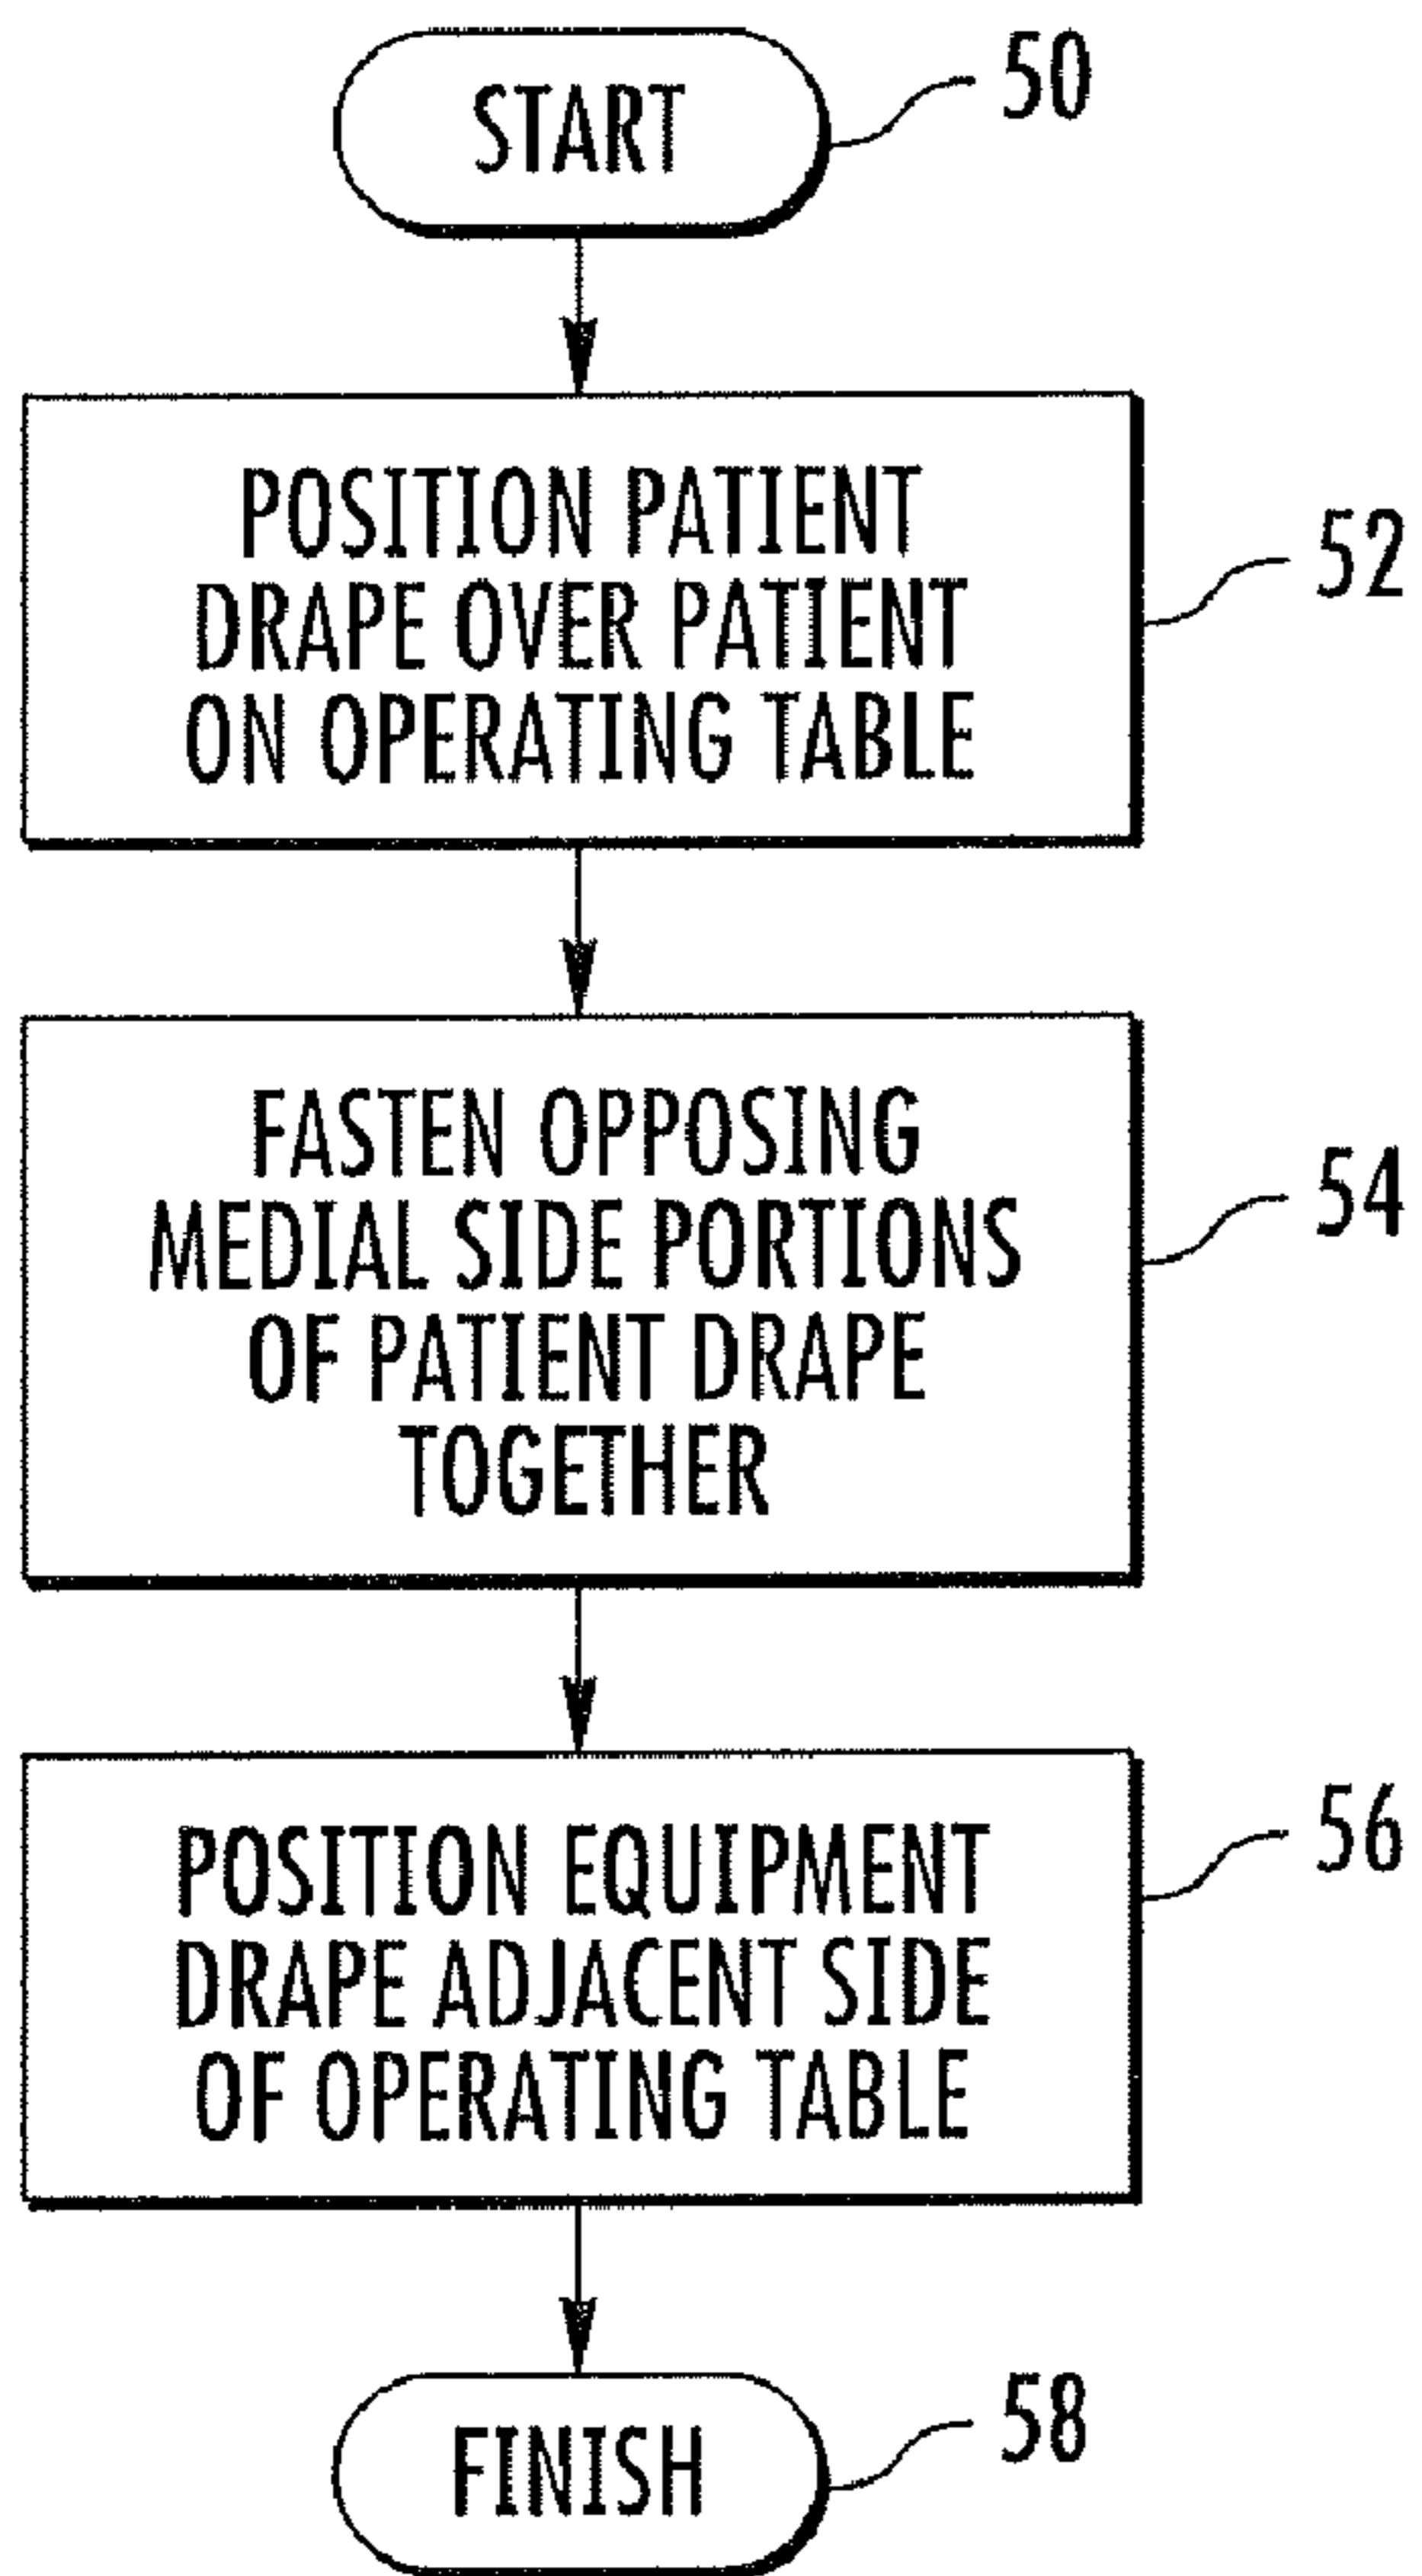 START
50
POSITION PATIENT
DRAPE OVER PATIENT
ON OPERATING TABLE
52
FASTEN OPPOSING
MEDIAL SIDE PORTIONS
OF PATIENT DRAPE
TOGETHER
54
POSITION EQUIPMENT
DRAPE ADJACENT SIDE
OF OPERATING TABLE
56
FINISH
58